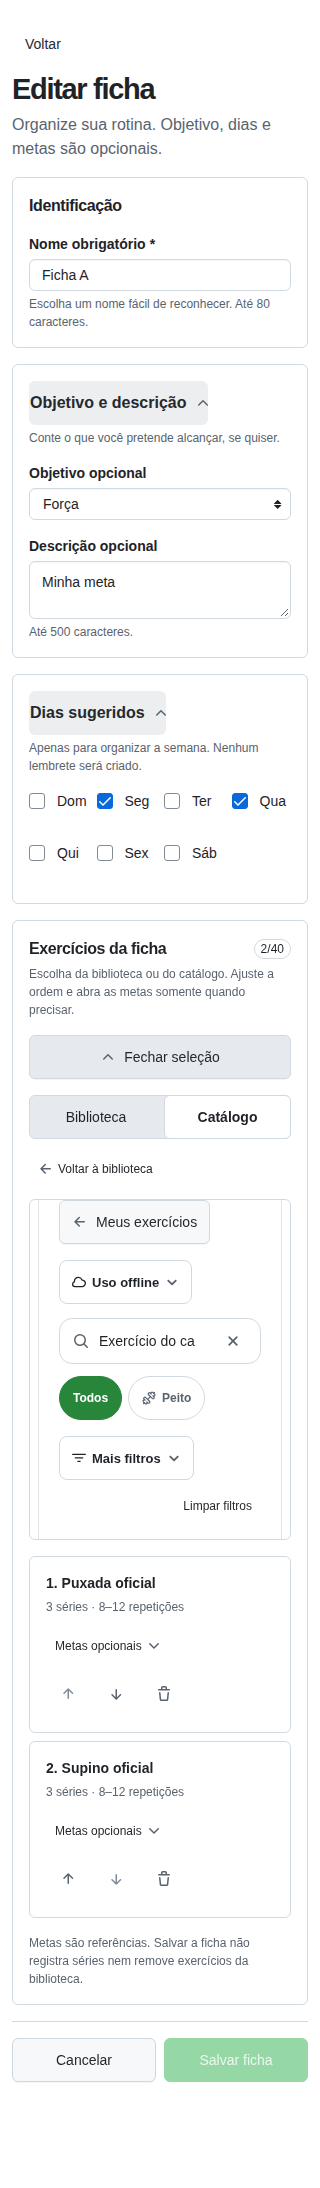 Voltar
Editar ficha
Organize sua rotina. Objetivo, dias e
metas são opcionais.
Identificação
Nome obrigatório *
Ficha A
Escolha um nome fácil de reconhecer. Até 80
caracteres.
Objetivo e descrição
Conte o que você pretende alcançar, se quiser.
Objetivo opcional
Força
Descrição opcional
Minha meta
Até 500 caracteres.
Dias sugeridos
Apenas para organizar a semana. Nenhum
lembrete será criado.
Dom Seg Ter Qua
Qui Sex Sáb
Exercícios da ficha 2/40
Escolha da biblioteca ou do catálogo. Ajuste a
ordem e abra as metas somente quando
precisar.
Fechar seleção
Biblioteca Catálogo
Voltar à biblioteca
Meus exercícios
Uso offline
Exercício do ca
Todos Peito
Mais filtros
Limpar filtros
1. Puxada oficial
3 séries · 8–12 repetições
Metas opcionais
2. Supino oficial
3 séries · 8–12 repetições
Metas opcionais
Metas são referências. Salvar a ficha não
registra séries nem remove exercícios da
biblioteca.
Cancelar Salvar ficha